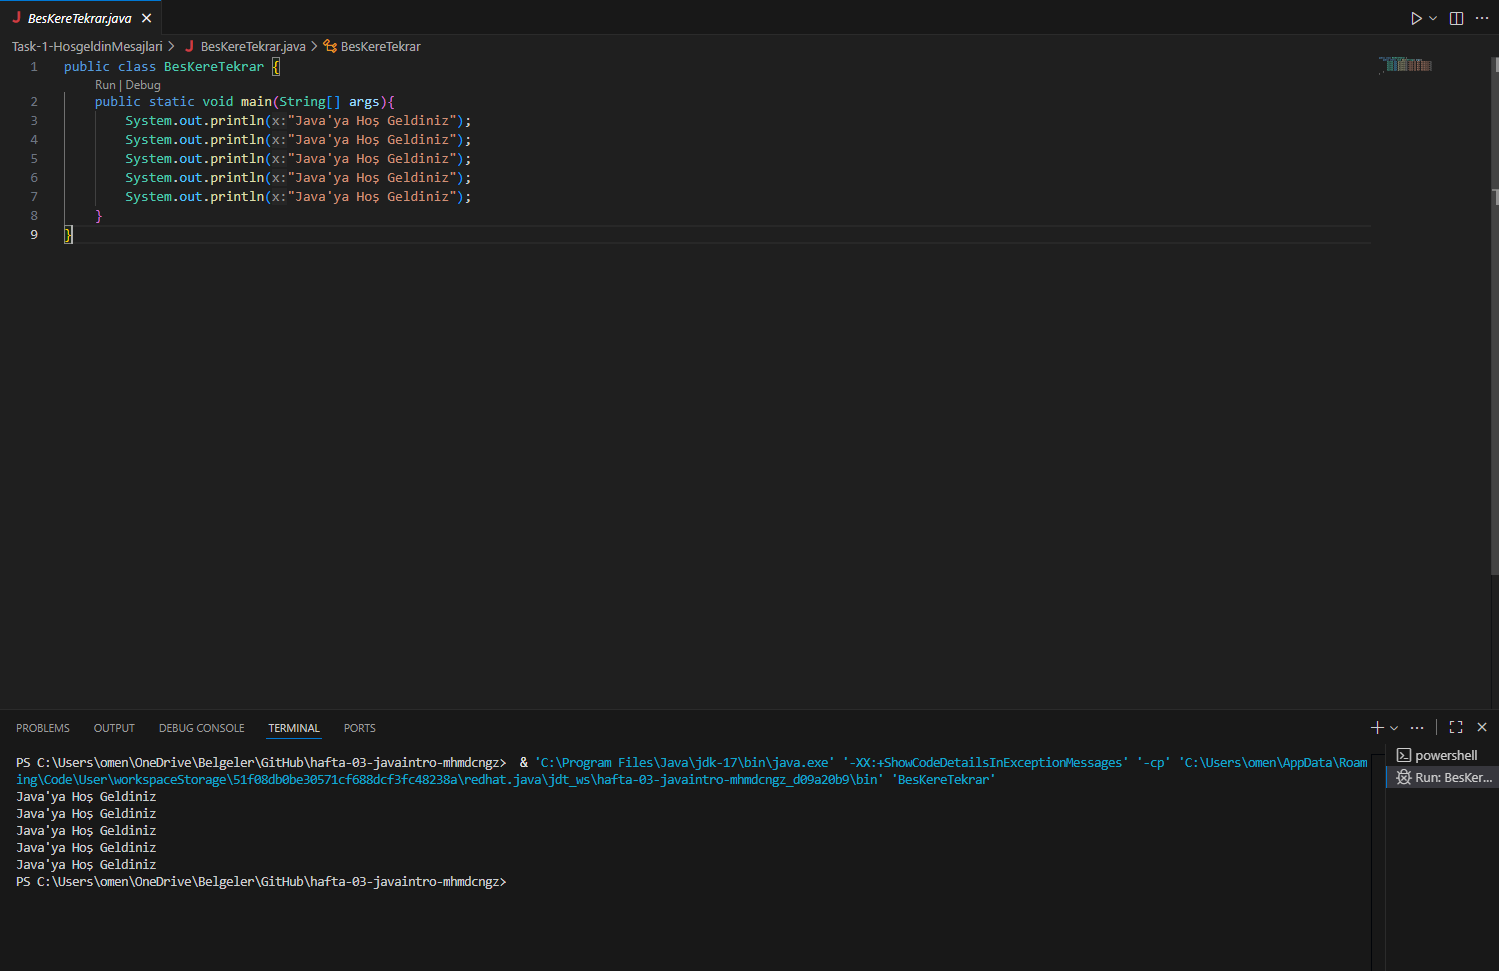 BesKereTekrar.java
Task-1-HosgeldinMesajlari > BesKereTekrar.java > BesKereTekrar
1 public class BesKereTekrar {
Run | Debug
2 public static void main(String[] args){
3 System.out.println(x:"Java'ya Hoş Geldiniz");
4 System.out.println(x:"Java'ya Hoş Geldiniz");
5 System.out.println(x:"Java'ya Hoş Geldiniz");
6 System.out.println(x:"Java'ya Hoş Geldiniz");
7 System.out.println(x:"Java'ya Hoş Geldiniz");
8 }
9 }
PROBLEMS OUTPUT DEBUG CONSOLE TERMINAL PORTS
PS C:\Users\omen\OneDrive\Belgeler\GitHub\hafta-03-javaintro-mhmdcngz> & 'C:\Program Files\Java\jdk-17\bin\java.exe' '-XX:+ShowCodeDetailsInExceptionMessages' '-cp' 'C:\Users\omen\AppData\Roam
ing\Code\User\workspaceStorage\51f08db0be30571cf688dcf3fc48238a\redhat.java\jdt_ws\hafta-03-javaintro-mhmdcngz_d09a20b9\bin' 'BesKereTekrar'
Java'ya Hoş Geldiniz
Java'ya Hoş Geldiniz
Java'ya Hoş Geldiniz
Java'ya Hoş Geldiniz
Java'ya Hoş Geldiniz
PS C:\Users\omen\OneDrive\Belgeler\GitHub\hafta-03-javaintro-mhmdcngz>
powershell
Run: BesKer...